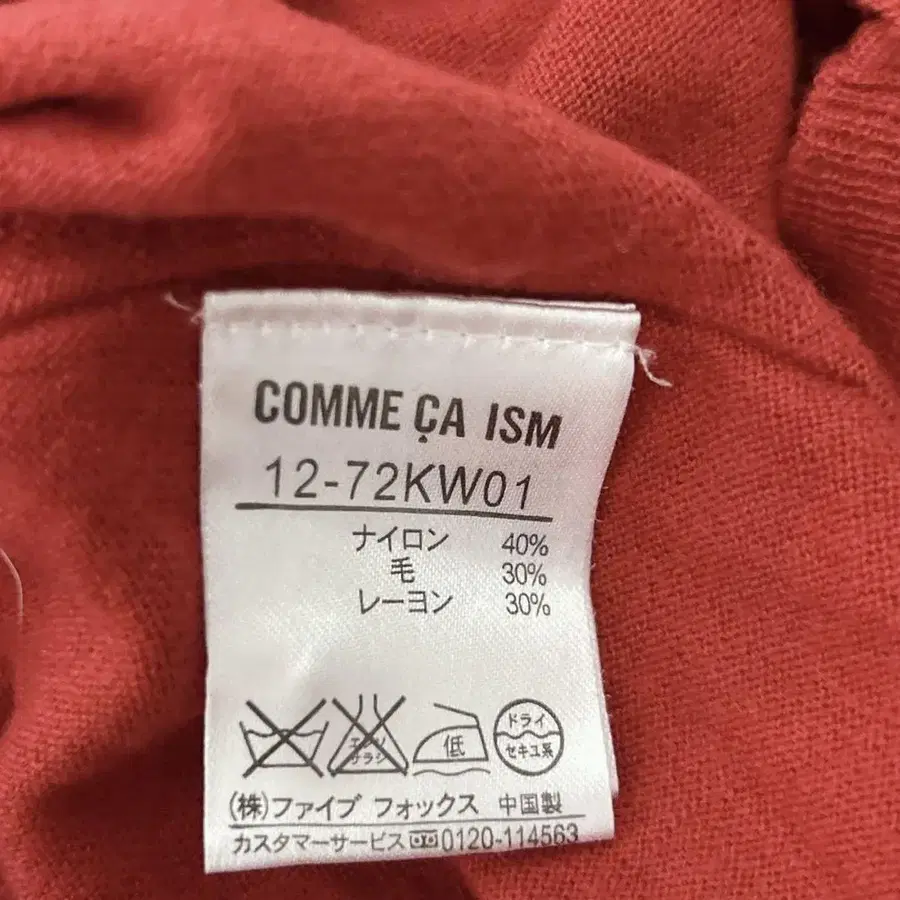 COMME ÇA ISM
12-72KW01
ナイロン 40%
毛 30%
レーヨン 30%
エンソ
サラシ
低
ドライ
セキユ系
(株)ファイブ フォックス 中国製
カスタマーサービス 0120-114563